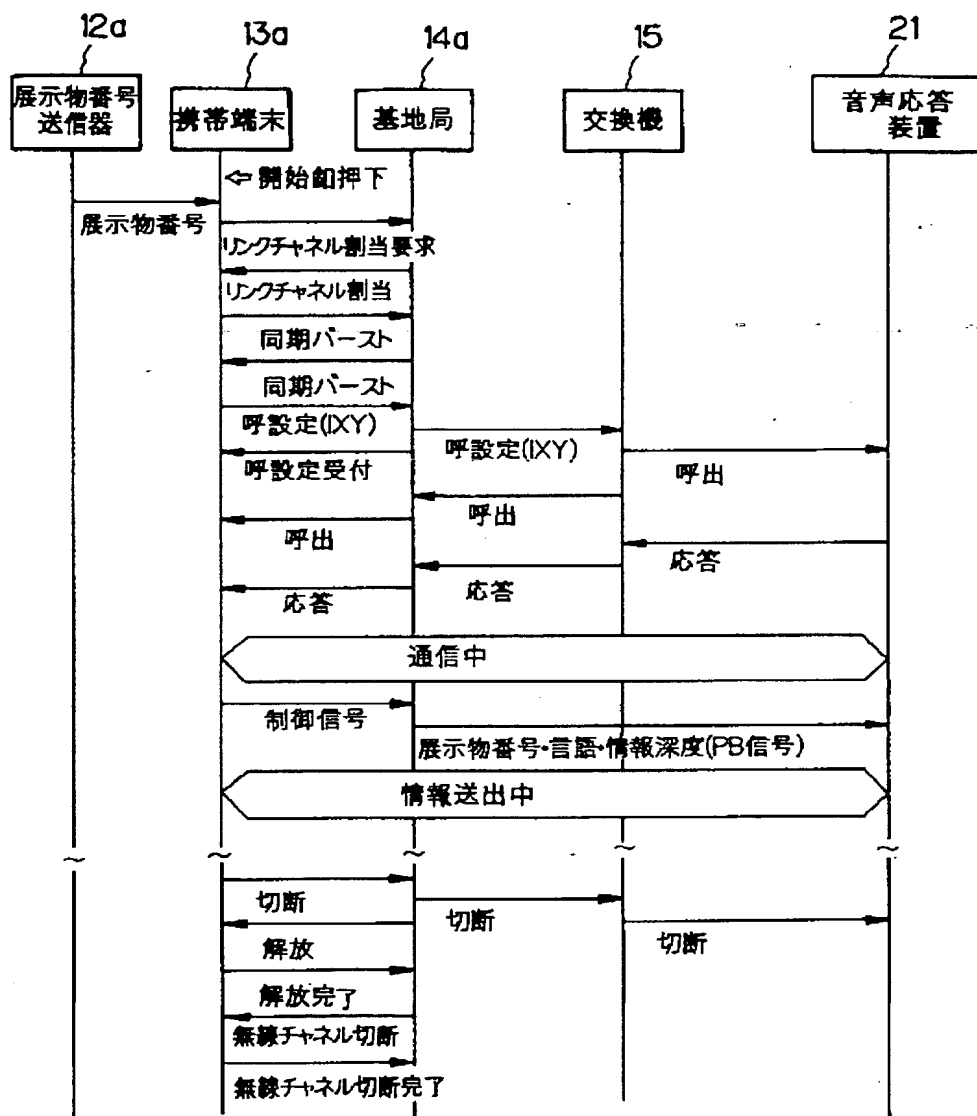 12a
13a
14a
15
21
展示物番号
送信器
携帯端末
基地局
交換機
音声応答
装置
⇦ 開始釦押下
展示物番号
リンクチャネル割当要求
リンクチャネル割当
同期バースト
同期バースト
呼設定(IXY)
呼設定(IXY)
呼設定受付
呼出
呼出
呼出
応答
応答
応答
通信中
制御信号
展示物番号・言語・情報深度(PB信号)
情報送出中
切断
切断
切断
解放
解放完了
無線チャネル切断
無線チャネル切断完了